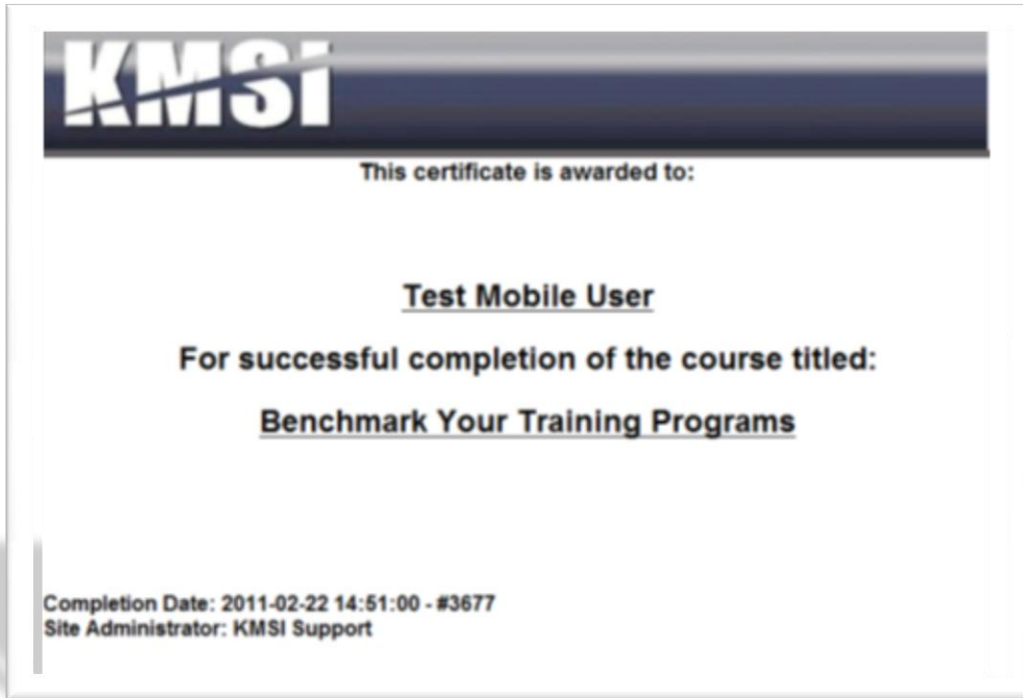 KMSI
This certificate is awarded to:
Test Mobile User
For successful completion of the course titled:
Benchmark Your Training Programs
Completion Date: 2011-02-22 14:51:00 - #3677
Site Administrator: KMSI Support